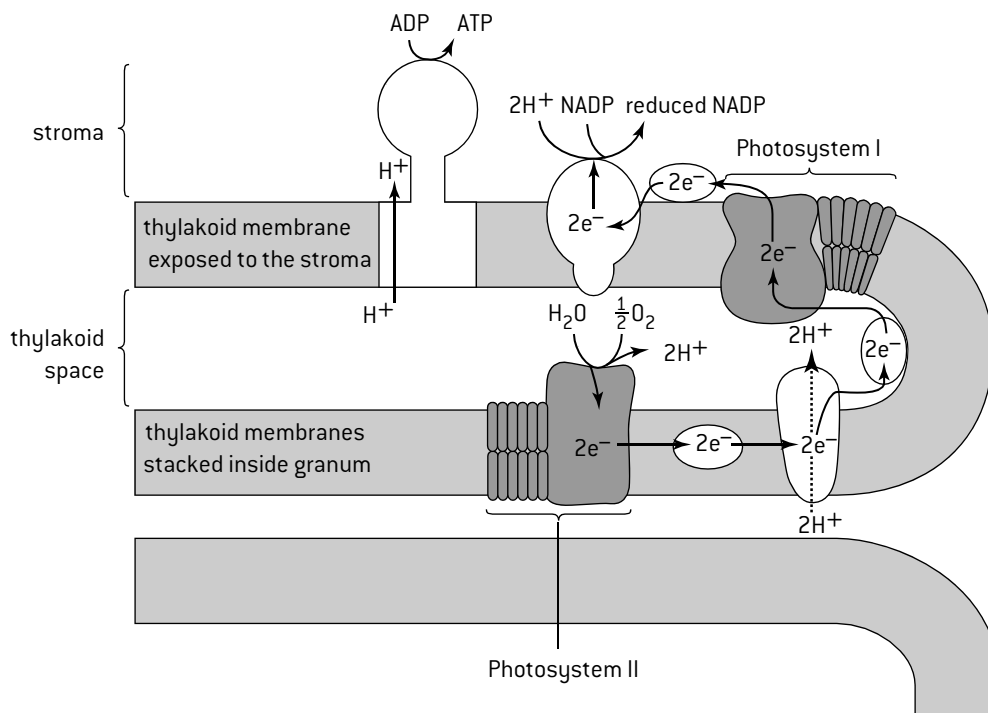 ADP ATP
stroma
2H⁺ NADP reduced NADP
Photosystem I
H⁺
2e⁻
2e⁻
thylakoid membrane
exposed to the stroma
2e⁻
H⁺
H₂O ½O₂
2H⁺
thylakoid
space
2H⁺
2e⁻
thylakoid membranes
stacked inside granum
2e⁻
2e⁻
2e⁻
2H⁺
Photosystem II